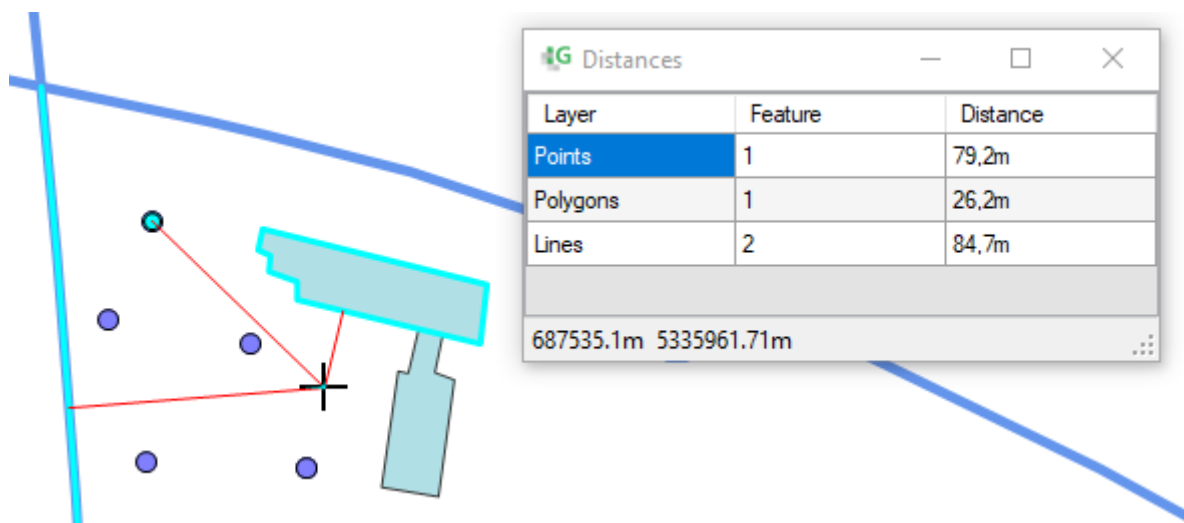 Distances
Layer Feature Distance
Points 1 79,2m
Polygons 1 26,2m
Lines 2 84,7m
687535.1m 5335961.71m